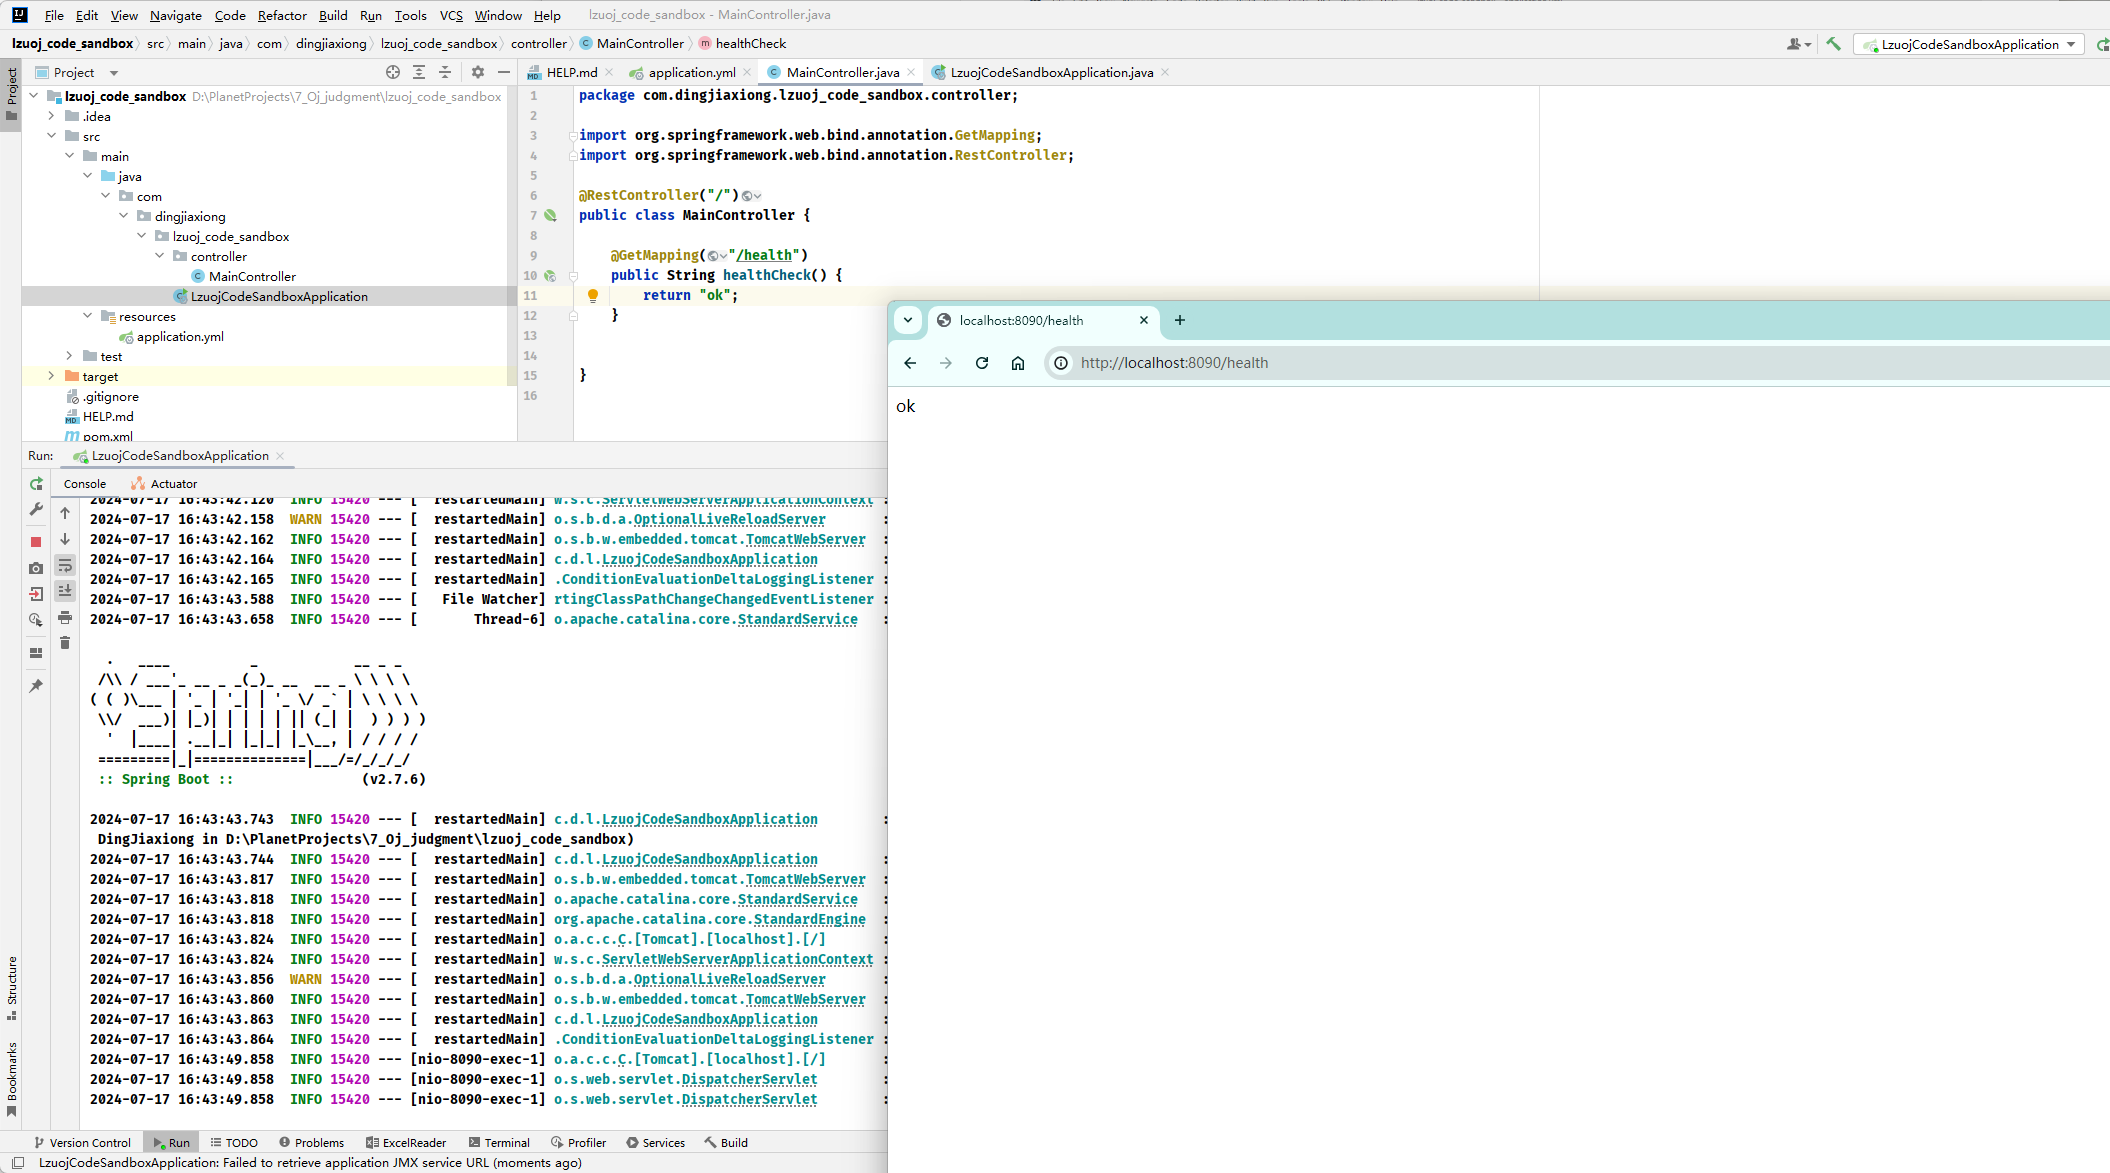 File Edit View Navigate Code Refactor Build Run Tools VCS Window Help lzuoj_code_sandbox - MainController.java
lzuoj_code_sandbox src main java com dingjiaxiong lzuoj_code_sandbox controller MainController healthCheck LzuojCodeSandboxApplication
Project
Project
HELP.md application.yml MainController.java LzuojCodeSandboxApplication.java
lzuoj_code_sandbox D:\PlanetProjects\7_Oj_judgment\lzuoj_code_sandbox
.idea
src
main
java
com
dingjiaxiong
lzuoj_code_sandbox
controller
MainController
LzuojCodeSandboxApplication
resources
application.yml
test
target
.gitignore
HELP.md
pom.xml
1 package com.dingjiaxiong.lzuoj_code_sandbox.controller;
2
3 import org.springframework.web.bind.annotation.GetMapping;
4 import org.springframework.web.bind.annotation.RestController;
5
6 @RestController("/")
7 public class MainController {
8
9 @GetMapping("/health")
10 public String healthCheck() {
11 return "ok";
12 }
13
14
15 }
16
localhost:8090/health
http://localhost:8090/health
ok
Run: LzuojCodeSandboxApplication
Console Actuator
2024-07-17 16:43:42.120 INFO 15420 --- [ restartedMain] w.s.c.ServletWebServerApplicationContext :
2024-07-17 16:43:42.158 WARN 15420 --- [ restartedMain] o.s.b.d.a.OptionalLiveReloadServer :
2024-07-17 16:43:42.162 INFO 15420 --- [ restartedMain] o.s.b.w.embedded.tomcat.TomcatWebServer :
2024-07-17 16:43:42.164 INFO 15420 --- [ restartedMain] c.d.l.LzuojCodeSandboxApplication :
2024-07-17 16:43:42.165 INFO 15420 --- [ restartedMain] .ConditionEvaluationDeltaLoggingListener :
2024-07-17 16:43:43.588 INFO 15420 --- [ File Watcher] rtingClassPathChangeChangedEventListener :
2024-07-17 16:43:43.658 INFO 15420 --- [ Thread-6] o.apache.catalina.core.StandardService :
  .   ____          _            __ _ _
 /\\ / ___'_ __ _ _(_)_ __  __ _ \ \ \ \
( ( )\___ | '_ | '_| | '_ \/ _` | \ \ \ \
 \\/  ___)| |_)| | | | | || (_| |  ) ) ) )
  '  |____| .__|_| |_|_| |_\__, | / / / /
 =========|_|==============|___/=/_/_/_/
:: Spring Boot :: (v2.7.6)
2024-07-17 16:43:43.743 INFO 15420 --- [ restartedMain] c.d.l.LzuojCodeSandboxApplication :
DingJiaxiong in D:\PlanetProjects\7_Oj_judgment\lzuoj_code_sandbox)
2024-07-17 16:43:43.744 INFO 15420 --- [ restartedMain] c.d.l.LzuojCodeSandboxApplication :
2024-07-17 16:43:43.817 INFO 15420 --- [ restartedMain] o.s.b.w.embedded.tomcat.TomcatWebServer :
2024-07-17 16:43:43.818 INFO 15420 --- [ restartedMain] o.apache.catalina.core.StandardService :
2024-07-17 16:43:43.818 INFO 15420 --- [ restartedMain] org.apache.catalina.core.StandardEngine :
2024-07-17 16:43:43.824 INFO 15420 --- [ restartedMain] o.a.c.c.C.[Tomcat].[localhost].[/] :
2024-07-17 16:43:43.824 INFO 15420 --- [ restartedMain] w.s.c.ServletWebServerApplicationContext :
2024-07-17 16:43:43.856 WARN 15420 --- [ restartedMain] o.s.b.d.a.OptionalLiveReloadServer :
2024-07-17 16:43:43.860 INFO 15420 --- [ restartedMain] o.s.b.w.embedded.tomcat.TomcatWebServer :
2024-07-17 16:43:43.863 INFO 15420 --- [ restartedMain] c.d.l.LzuojCodeSandboxApplication :
2024-07-17 16:43:43.864 INFO 15420 --- [ restartedMain] .ConditionEvaluationDeltaLoggingListener :
2024-07-17 16:43:49.858 INFO 15420 --- [nio-8090-exec-1] o.a.c.c.C.[Tomcat].[localhost].[/] :
2024-07-17 16:43:49.858 INFO 15420 --- [nio-8090-exec-1] o.s.web.servlet.DispatcherServlet :
2024-07-17 16:43:49.858 INFO 15420 --- [nio-8090-exec-1] o.s.web.servlet.DispatcherServlet :
Structure
Bookmarks
Version Control Run TODO Problems ExcelReader Terminal Profiler Services Build
LzuojCodeSandboxApplication: Failed to retrieve application JMX service URL (moments ago)